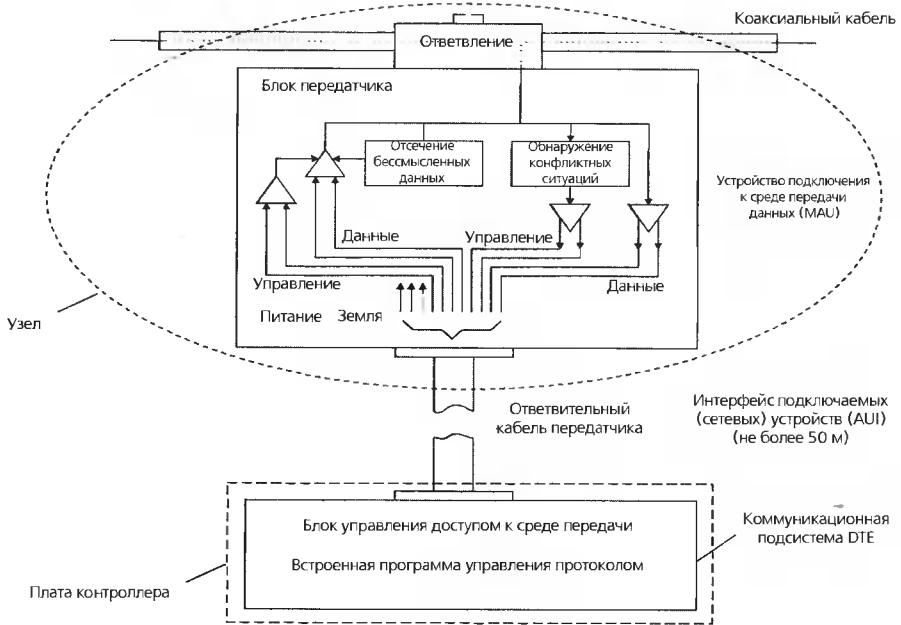 Коаксиальный кабель
Ответвление
Блок передатчика
Отсечение
бессмысленных
данных
Обнаружение
конфликтных
ситуаций
Устройство подключения
к среде передачи
данных (MAU)
Данные
Управление
Управление
Данные
Питание Земля
Узел
Ответвительный
кабель передатчика
Интерфейс подключаемых
(сетевых) устройств (AUI)
(не более 50 м)
Блок управления доступом к среде передачи
Встроенная программа управления протоколом
Коммуникационная
подсистема DTE
Плата контроллера